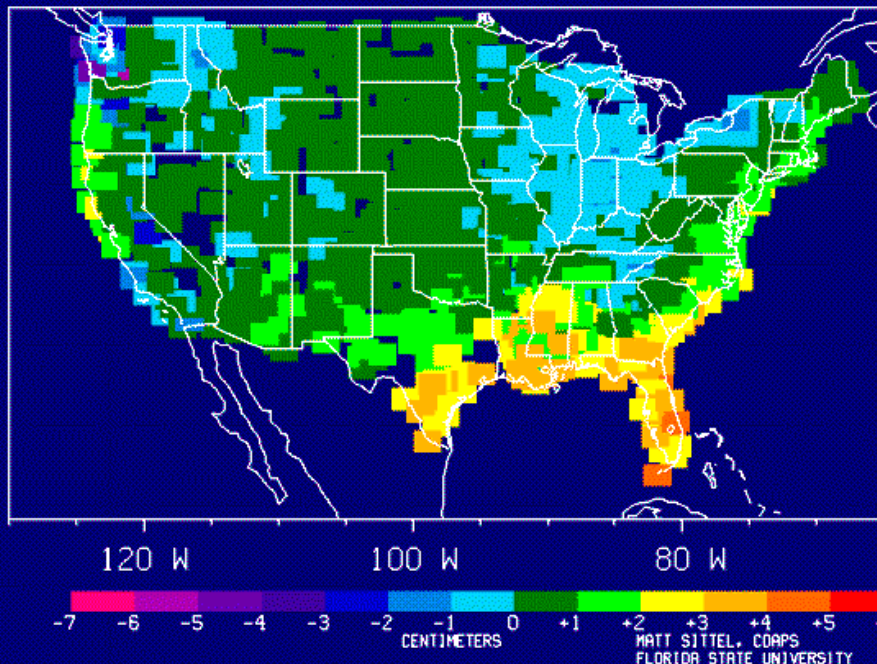 120 W 100 W 80 W
-7 -6 -5 -4 -3 -2 -1 0 +1 +2 +3 +4 +5
CENTIMETERS
MATT SITTEL, COAPS
FLORIDA STATE UNIVERSITY